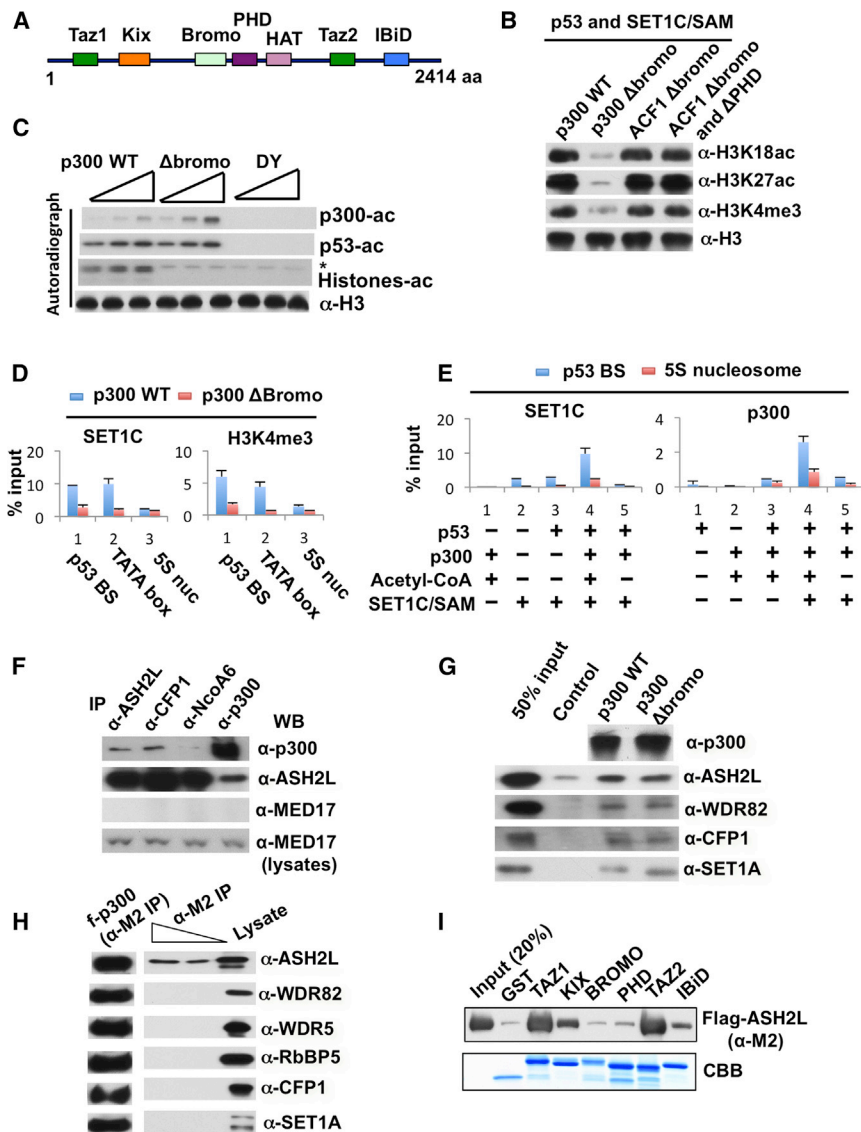 A
Taz1 Kix Bromo PHD HAT Taz2 IBiD
1 2414 aa
B
p53 and SET1C/SAM
p300 WT
p300 Δbromo
ACF1 Δbromo
ACF1 Δbromo and ΔPHD
α-H3K18ac
α-H3K27ac
α-H3K4me3
α-H3
C
p300 WT Δbromo DY
Autoradiograph
p300-ac
p53-ac
*
Histones-ac
α-H3
D
p300 WT p300 ΔBromo
SET1C H3K4me3
% input
20
10
0
10
5
0
1 2 3 1 2 3
p53 BS TATA box 5S nuc p53 BS TATA box 5S nuc
E
p53 BS 5S nucleosome
SET1C p300
% input
20
10
0
4
2
0
1 2 3 4 5 1 2 3 4 5
p53 − − + + + + − + + +
p300 + − − + + − + + + +
Acetyl-CoA + − − + − − + + + −
SET1C/SAM − + + + + − − − + +
F
IP α-ASH2L α-CFP1 α-NcoA6 α-p300 WB
α-p300
α-ASH2L
α-MED17
α-MED17
(lysates)
G
50% input Control p300 WT p300 Δbromo
α-p300
α-ASH2L
α-WDR82
α-CFP1
α-SET1A
H
f-p300
(α-M2 IP)
α-M2 IP Lysate
α-ASH2L
α-WDR82
α-WDR5
α-RbBP5
α-CFP1
α-SET1A
I
Input (20%) GST TAZ1 KIX BROMO PHD TAZ2 IBiD
Flag-ASH2L
(α-M2)
CBB